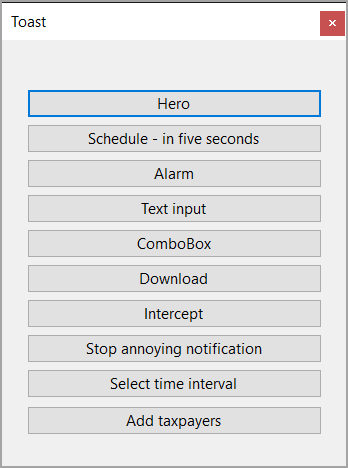 Toast
Hero
Schedule - in five seconds
Alarm
Text input
ComboBox
Download
Intercept
Stop annoying notification
Select time interval
Add taxpayers